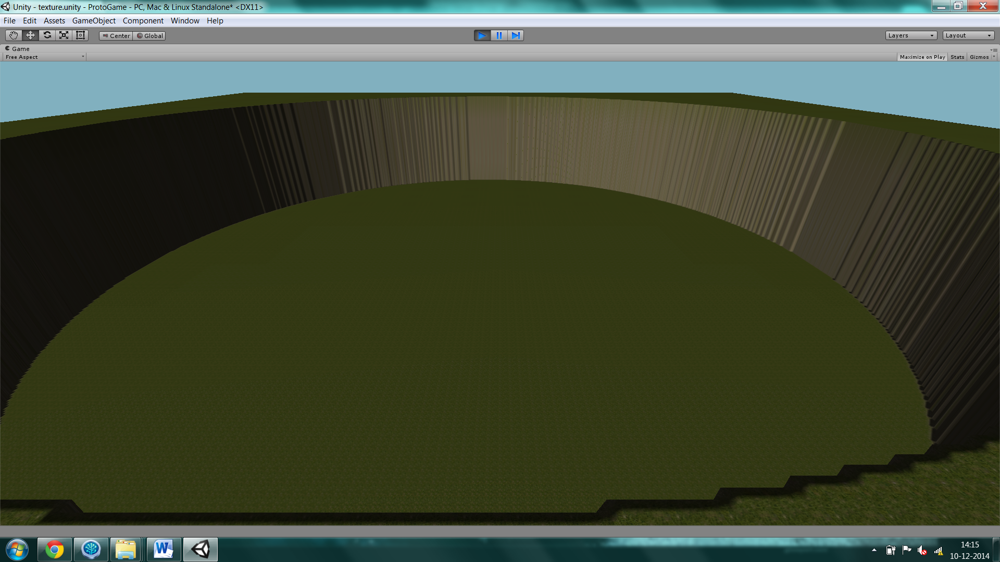 Unity - texture.unity - ProtoGame - PC, Mac & Linux Standalone* <DX11>
File Edit Assets GameObject Component Window Help
Center Global Layers Layout
Game
Free Aspect Maximize on Play Stats Gizmos
14:15
10-12-2014